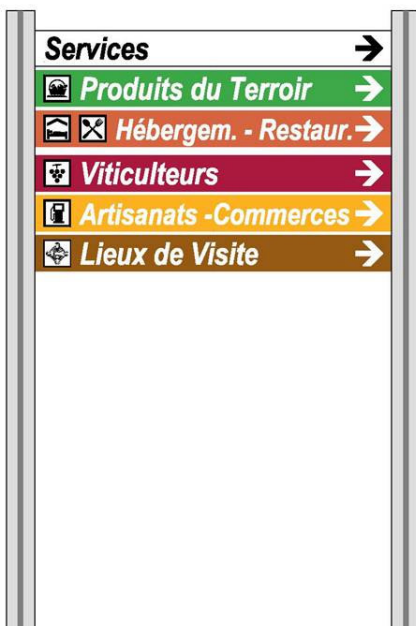 Services
Produits du Terroir
Hébergem. - Restaur.
Viticulteurs
Artisanats -Commerces
Lieux de Visite